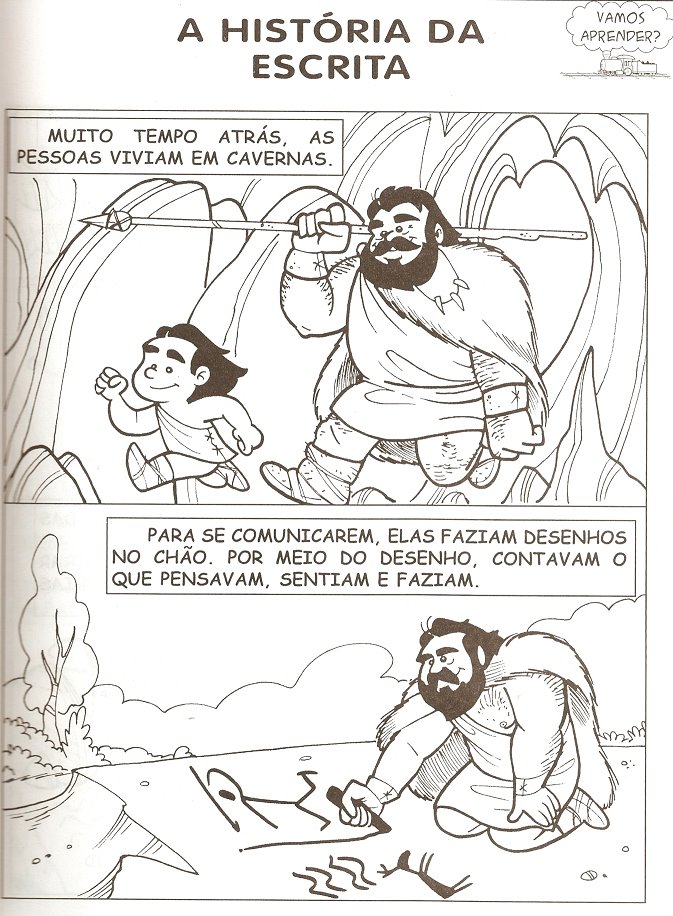 A HISTÓRIA DA
ESCRITA
VAMOS
APRENDER?
MUITO TEMPO ATRÁS, AS
PESSOAS VIVIAM EM CAVERNAS.
PARA SE COMUNICAREM, ELAS FAZIAM DESENHOS
NO CHÃO. POR MEIO DO DESENHO, CONTAVAM O
QUE PENSAVAM, SENTIAM E FAZIAM.